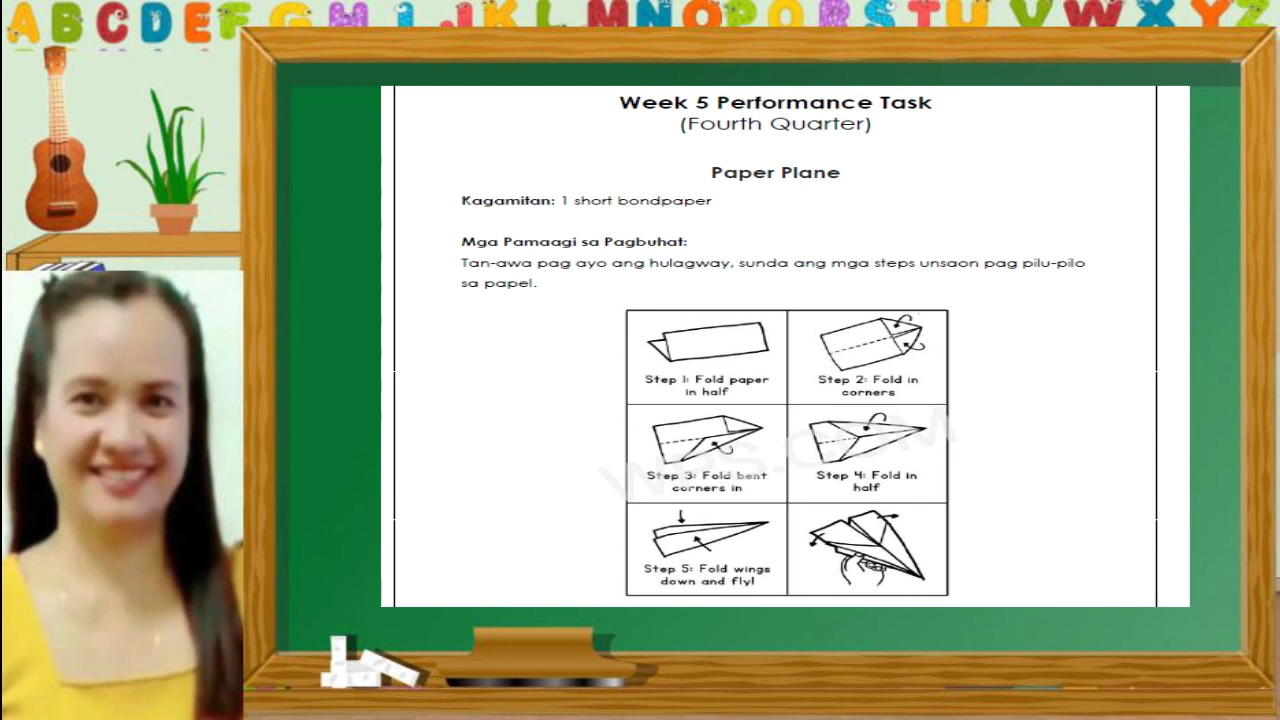 A B C D E F G H I J K L M N O P Q R S T U V W X Y Z
Week 5 Performance Task
(Fourth Quarter)
Paper Plane
Kagamitan: 1 short bondpaper
Mga Pamaagi sa Pagbuhat:
Tan-awa pag ayo ang hulagway, sunda ang mga steps unsaon pag pilu-pilo
sa papel.
Step 1: Fold paper
in half
Step 2: Fold in
corners
Step 3: Fold bent
corners in
Step 4: Fold in
half
Step 5: Fold wings
down and fly!
WPS.COM